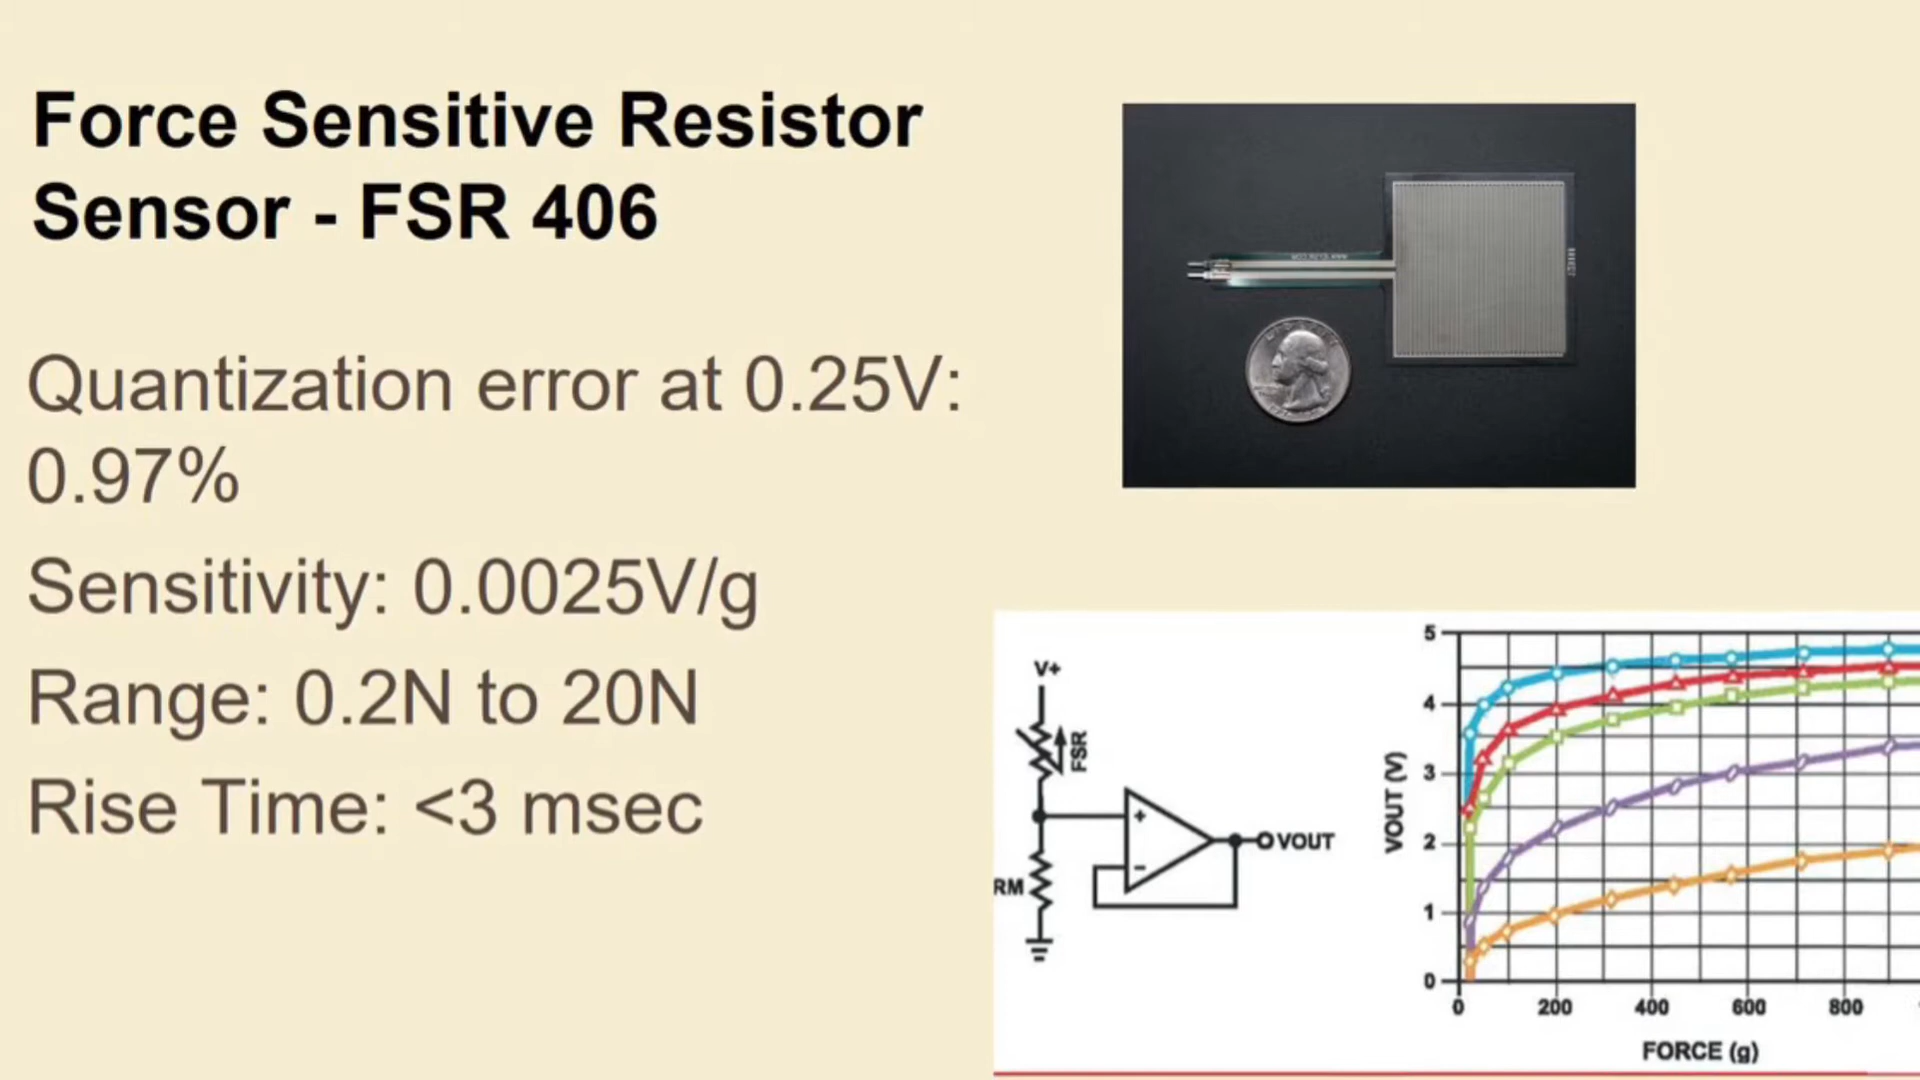 Force Sensitive Resistor
Sensor - FSR 406
Quantization error at 0.25V:
0.97%
Sensitivity: 0.0025V/g
Range: 0.2N to 20N
Rise Time: <3 msec
V+
FSR
+
-
VOUT
RM
VOUT (V)
5
4
3
2
1
0
0 200 400 600 800
FORCE (g)